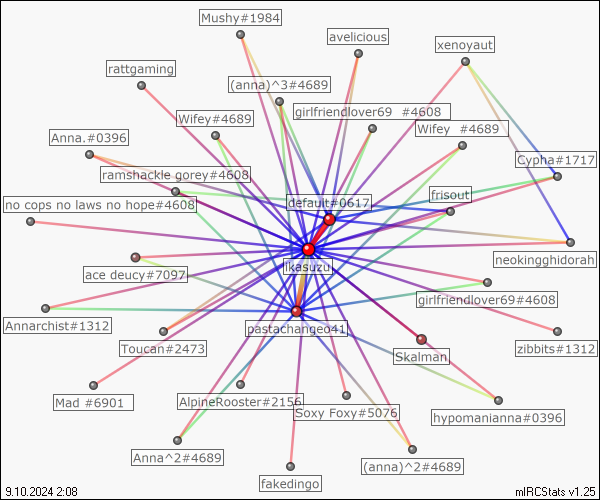 Mushy#1984
avelicious
xenoyaut
rattgaming
(anna)^3#4689
girlfriendlover69 #4608
Wifey#4689
Wifey #4689
Anna.#0396
Cypha#1717
ramshackle gorey#4608
frisout
no cops no laws no hope#4608
default#0617
neokingghidorah
ikasuzu
ace deucy#7097
girlfriendlover69#4608
Annarchist#1312
pastachangeo41
Toucan#2473
Skalman
zibbits#1312
Mad #6901
AlpineRooster#2156
Soxy Foxy#5076
hypomanianna#0396
Anna^2#4689
(anna)^2#4689
fakedingo
9.10.2024 2:08
mIRCStats v1.25